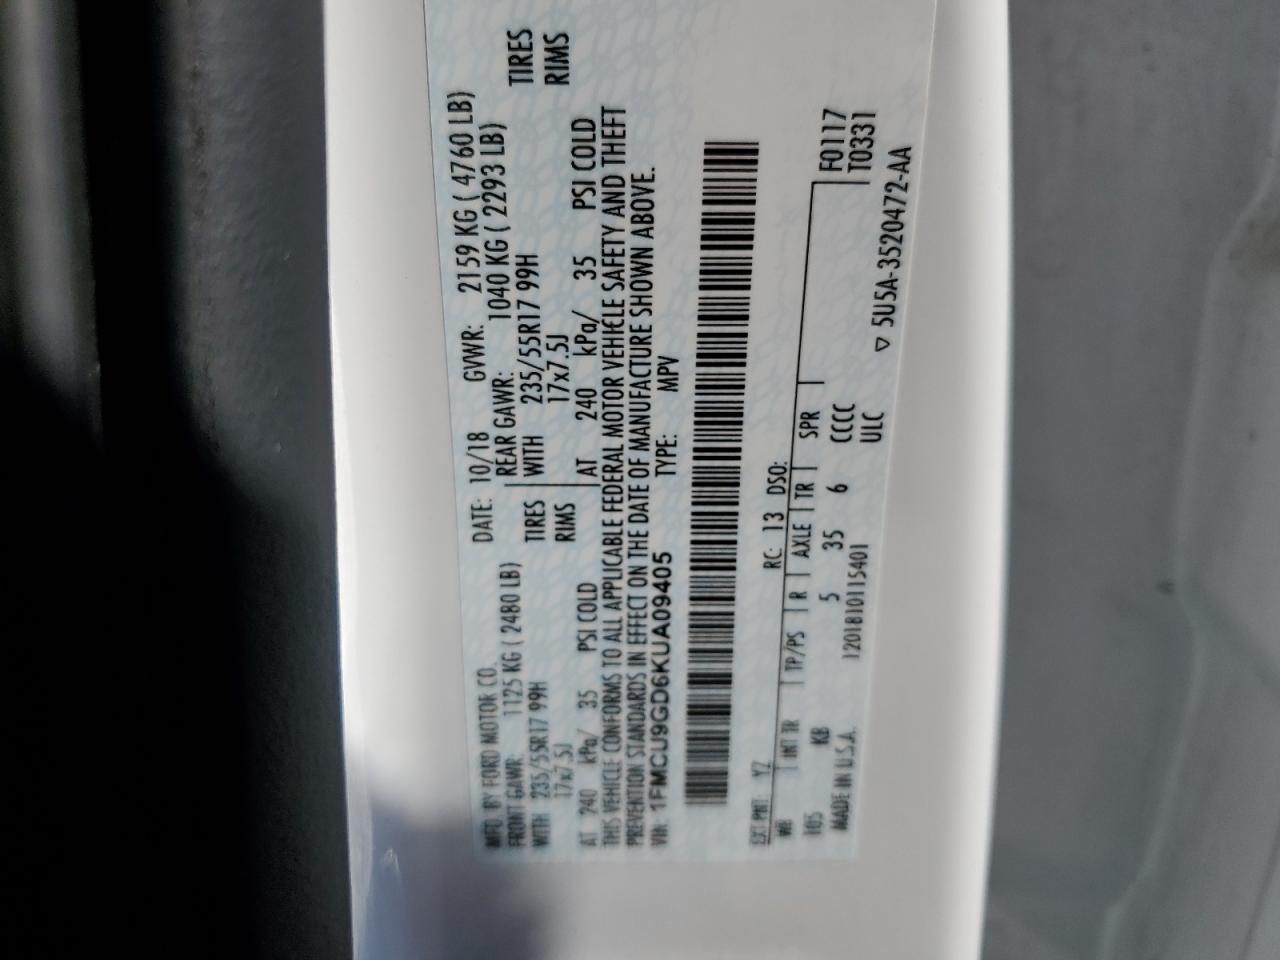 MFD. BY FORD MOTOR CO. DATE: 10/18 GVWR: 2159 KG ( 4760 LB)
FRONT GAWR: 1125 KG ( 2480 LB) REAR GAWR: 1040 KG ( 2293 LB)
WITH 235/55R17 99H TIRES WITH 235/55R17 99H TIRES
17x7.5J RIMS 17x7.5J RIMS
AT 240 kPa/ 35 PSI COLD AT 240 kPa/ 35 PSI COLD
THIS VEHICLE CONFORMS TO ALL APPLICABLE FEDERAL MOTOR VEHICLE SAFETY AND THEFT
PREVENTION STANDARDS IN EFFECT ON THE DATE OF MANUFACTURE SHOWN ABOVE.
VIN: 1FMCU9GD6KUA09405 TYPE: MPV
EXT PNT: YZ RC: 13 DSO:
WB INT TR TP/PS R AXLE TR SPR F0117
105 KB 5 35 6 CCCC T0331
MADE IN U.S.A. 1201810115401 ULC
▽ 5U5A-3520472-AA